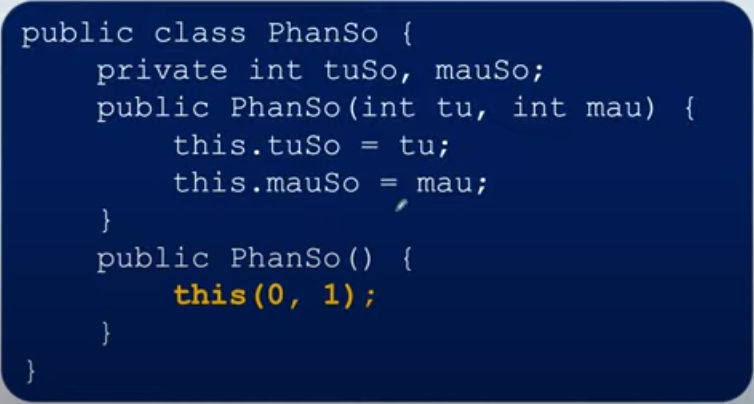 public class PhanSo {
    private int tuSo, mauSo;
    public PhanSo(int tu, int mau) {
        this.tuSo = tu;
        this.mauSo = mau;
    }
    public PhanSo() {
        this(0, 1);
    }
}